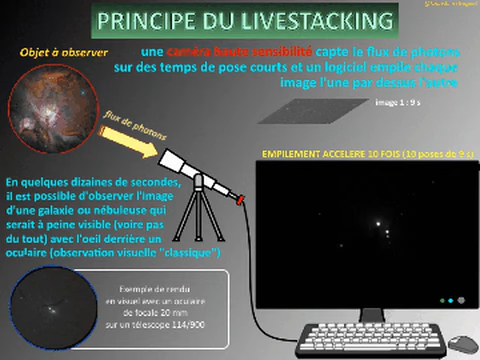 PRINCIPE DU LIVESTACKING
Objet à observer
une caméra haute sensibilité capte le flux de photons
sur des temps de pose courts et un logiciel empile chaque
image l'une par dessus l'autre
image 1 : 9 s
flux de photons
EMPILEMENT ACCELERE 10 FOIS (10 poses de 9 s)
En quelques dizaines de secondes,
il est possible d'observer l'image
d'une galaxie ou nébuleuse qui
serait à peine visible (voire pas
du tout) avec l'oeil derrière un
oculaire (observation visuelle "classique")
Exemple de rendu
en visuel avec un oculaire
de focale 20 mm
sur un télescope 114/900